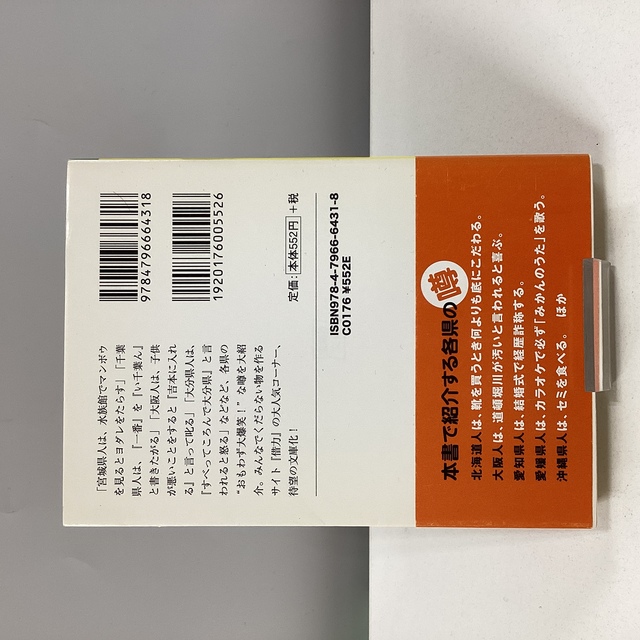 9784796664318
1920176005526
定価:本体552円+税
ISBN978-4-7966-6431-8
C0176 ¥552E
「宮城県人は、水族館でマンボウ
を見るとヨダレをたらす」「千葉
県人は、『一番』を『い千葉ん』
と書きたがる」「大阪人は、子供
が悪いことをすると『吉本に入れ
る』と言って叱る」「大分県人は、
『すべってころんで大分県』と言
われると怒る」などなど、各県の
"おもわず大爆笑!"な噂を大紹
介。みんなでくだらない物を作る
サイト『借力』の大人気コーナー、
待望の文庫化!
本書で紹介する各県の噂
北海道人は、靴を買うとき何よりも底にこだわる。
大阪人は、道頓堀川が汚いと言われると喜ぶ。
愛知県人は、結婚式で経歴詐称する。
愛媛県人は、カラオケで必ず「みかんのうた」を歌う。
沖縄県人は、セミを食べる。 ほか